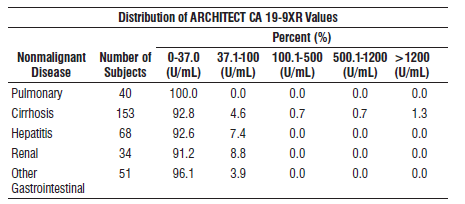 Distribution of ARCHITECT CA 19-9XR Values
Percent (%)
Nonmalignant Disease Number of Subjects 0-37.0 (U/mL) 37.1-100 (U/mL) 100.1-500 (U/mL) 500.1-1200 (U/mL) >1200 (U/mL)
Pulmonary 40 100.0 0.0 0.0 0.0 0.0
Cirrhosis 153 92.8 4.6 0.7 0.7 1.3
Hepatitis 68 92.6 7.4 0.0 0.0 0.0
Renal 34 91.2 8.8 0.0 0.0 0.0
Other 51 96.1 3.9 0.0 0.0 0.0
Gastrointestinal